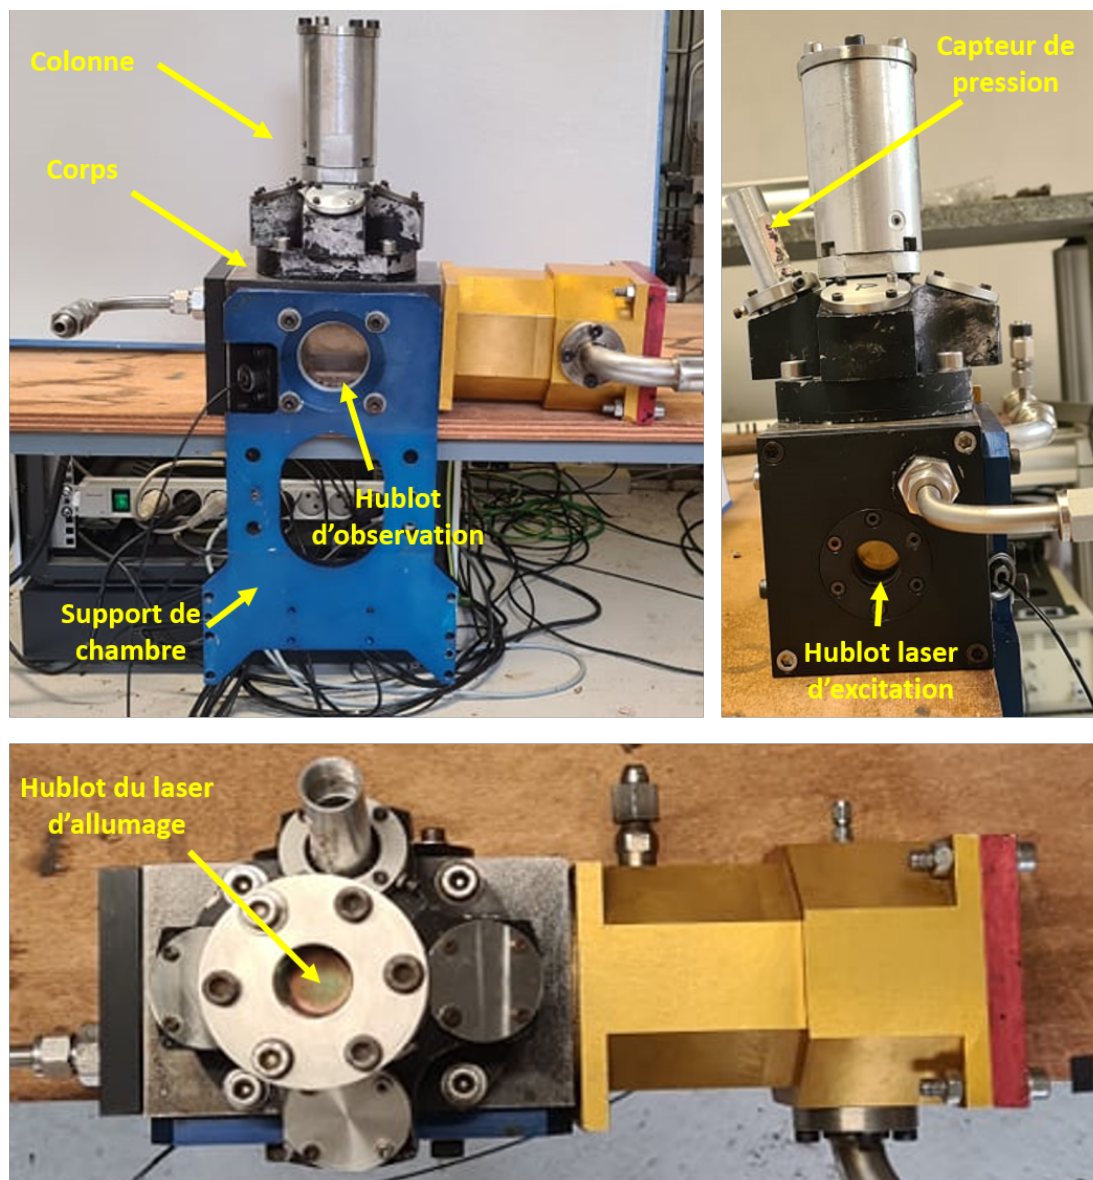 Colonne
Corps
Hublot
d'observation
Support de
chambre
Capteur de
pression
P
Hublot laser
d'excitation
Hublot du laser
d'allumage